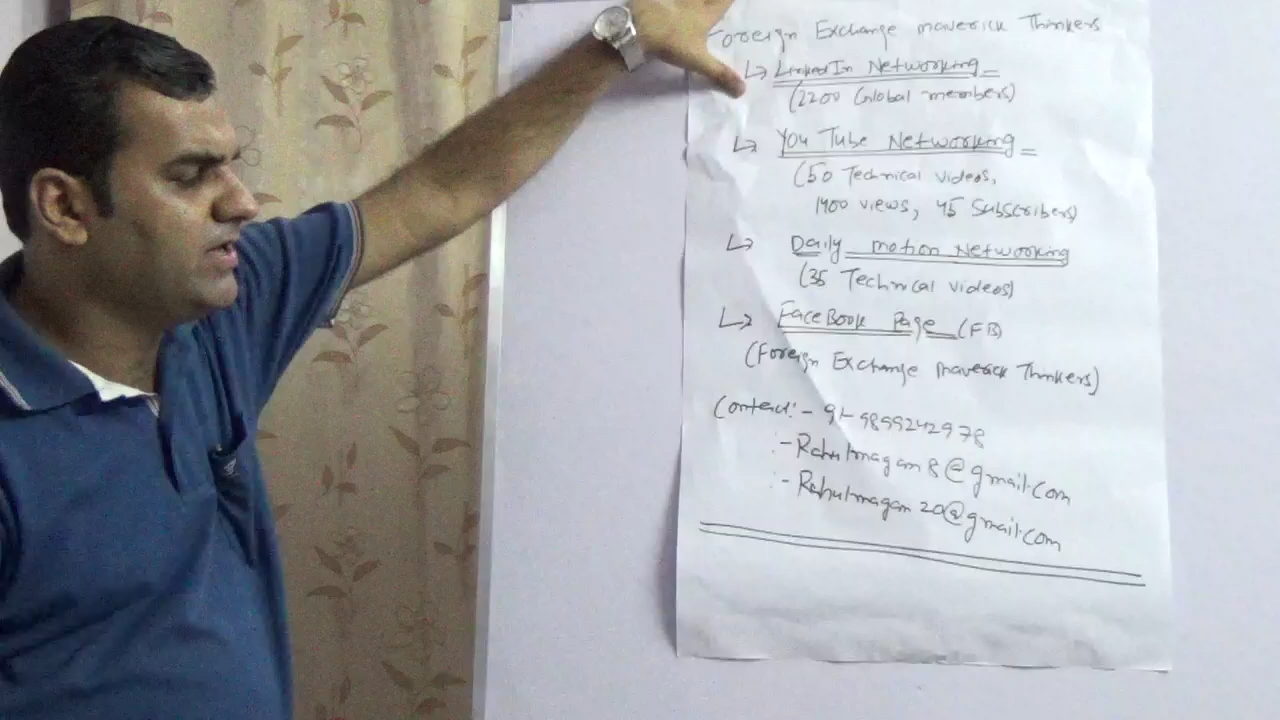 Foreign Exchange Maverick Thinkers
↳ LinkedIn Networking
(2200 Global members)
↳ You Tube Networking
(50 Technical videos,
1400 views, 45 Subscribers)
↳ Daily motion Networking
(35 Technical videos)
↳ FaceBook Page (FB)
(Foreign Exchange Maverick Thinkers)
Contact:- 91-9899242978
:- Rahulmagan8@gmail.com
:- Rahulmagan20@gmail.com